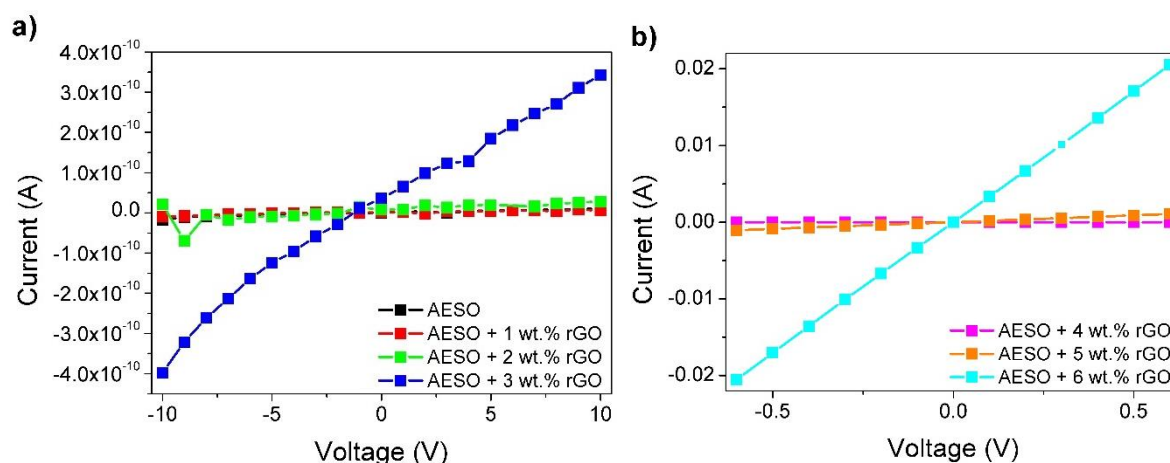 a)
4.0x10⁻¹⁰
3.0x10⁻¹⁰
2.0x10⁻¹⁰
1.0x10⁻¹⁰
0.0
-1.0x10⁻¹⁰
-2.0x10⁻¹⁰
-3.0x10⁻¹⁰
-4.0x10⁻¹⁰
Current (A)
AESO
AESO + 1 wt.% rGO
AESO + 2 wt.% rGO
AESO + 3 wt.% rGO
-10 -5 0 5 10
Voltage (V)
b)
0.02
0.01
0.00
-0.01
-0.02
Current (A)
AESO + 4 wt.% rGO
AESO + 5 wt.% rGO
AESO + 6 wt.% rGO
-0.5 0.0 0.5
Voltage (V)